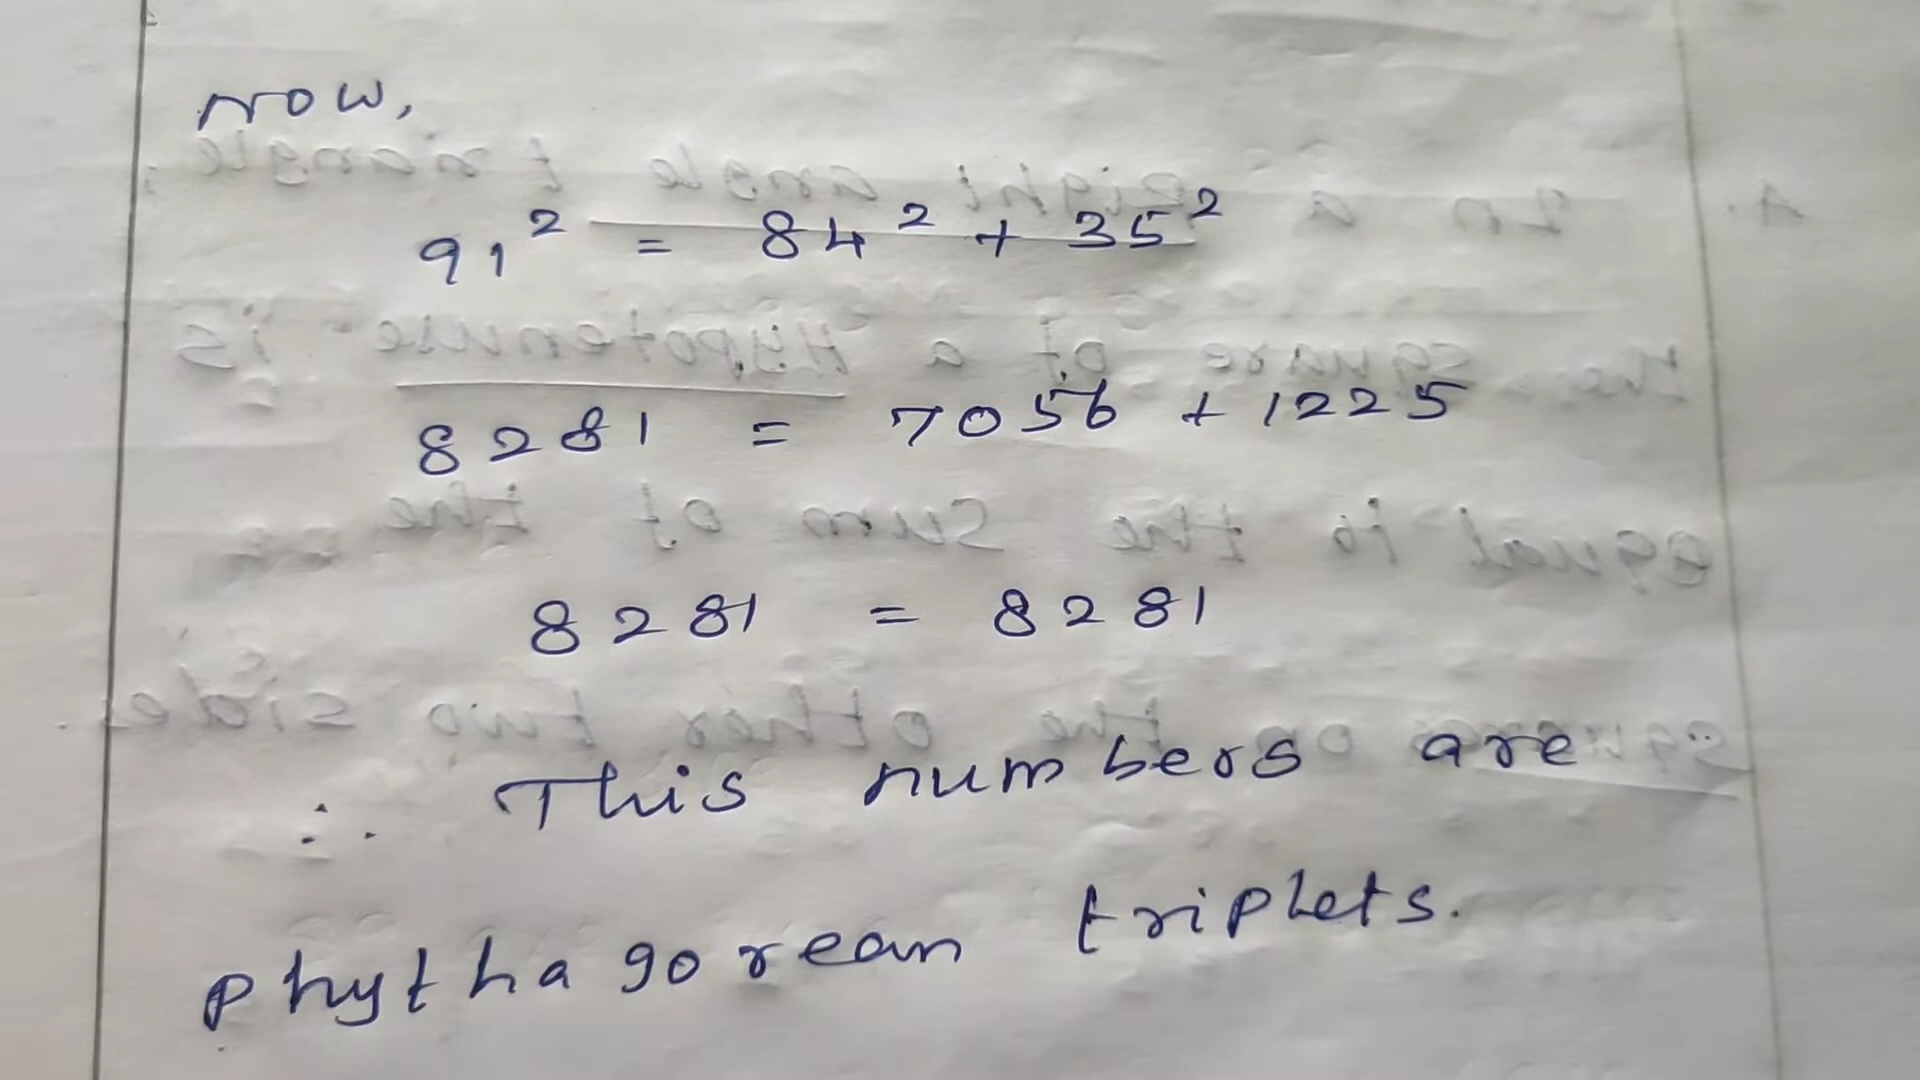 Now,
91² = 84² + 35²
8281 = 7056 + 1225
8281 = 8281
∴ This numbers are
phythagorean triplets.